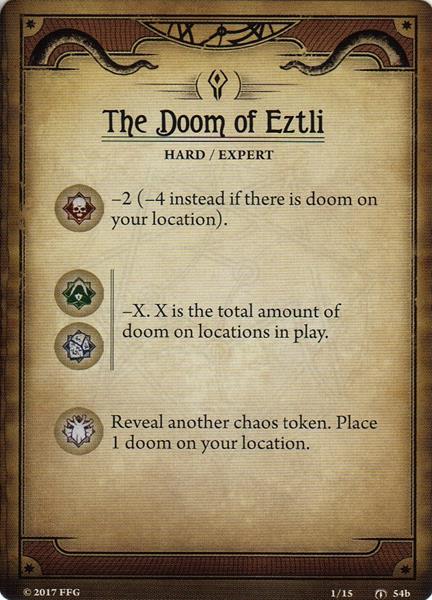 The Doom of Eztli
HARD / EXPERT
–2 (–4 instead if there is doom on
your location).
–X. X is the total amount of
doom on locations in play.
Reveal another chaos token. Place
1 doom on your location.
© 2017 FFG
1/15
54b